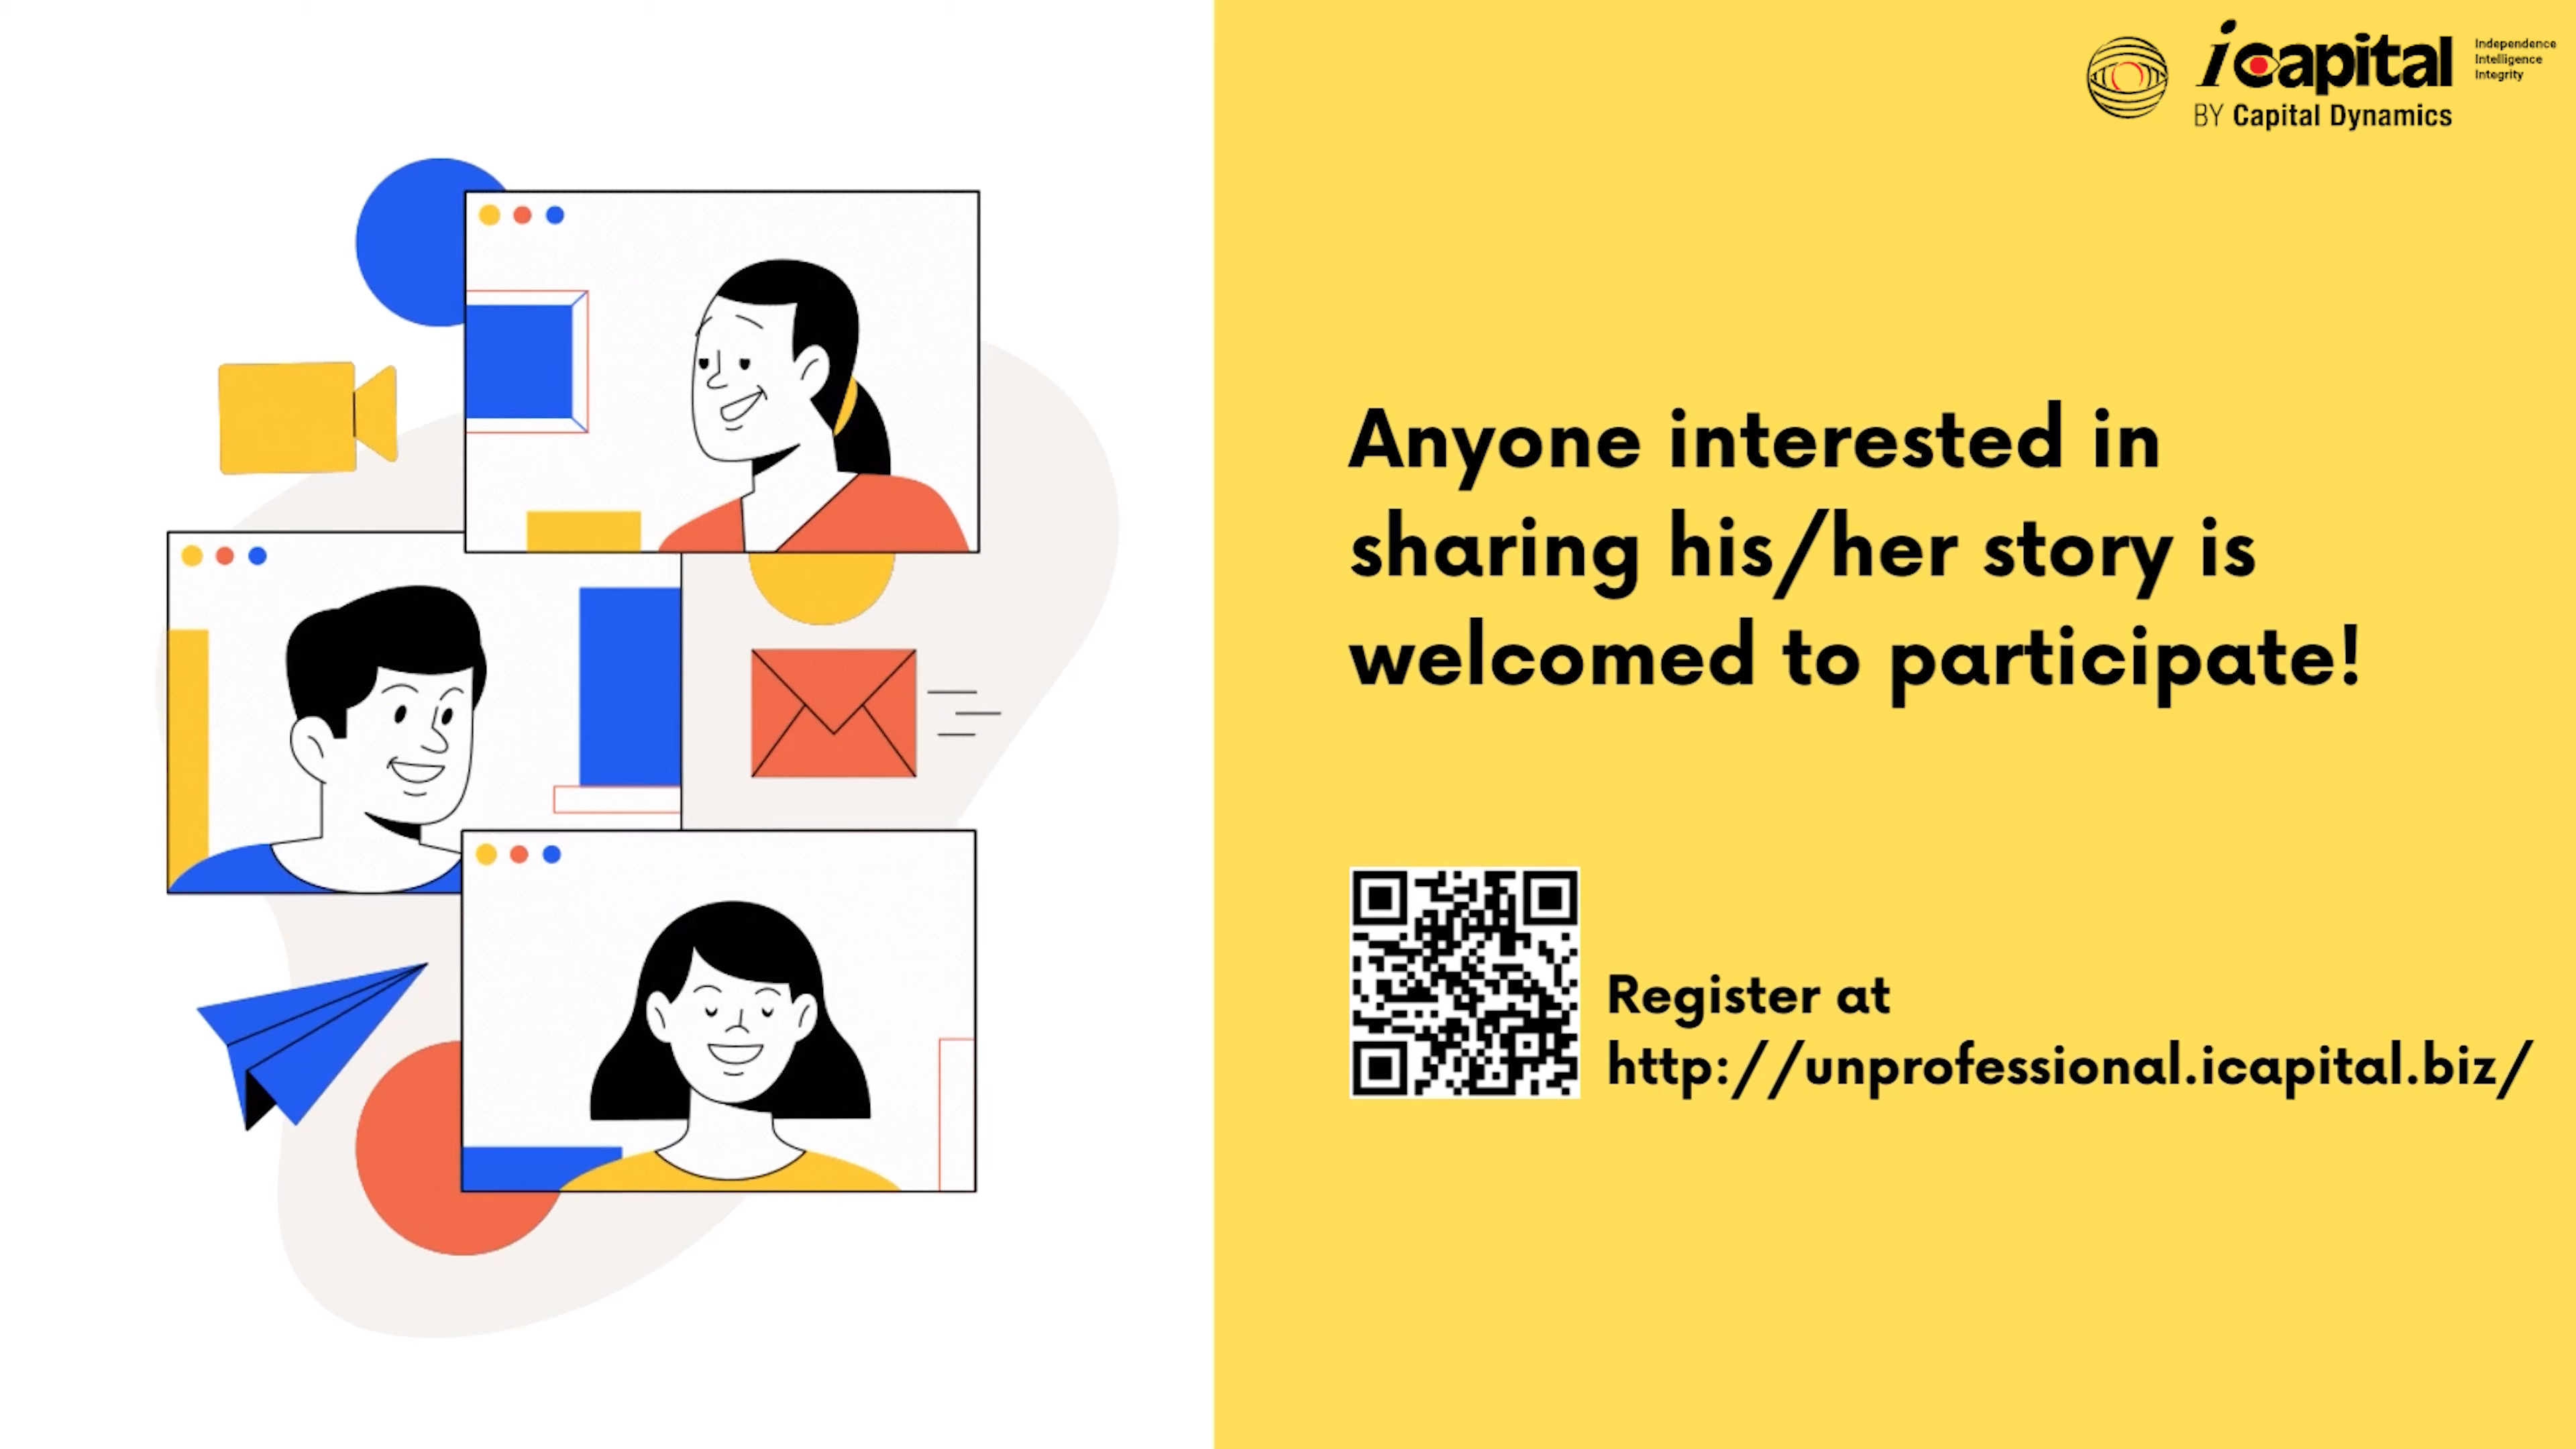 icapital
BY Capital Dynamics
Independence
Intelligence
Integrity
Anyone interested in
sharing his/her story is
welcomed to participate!
Register at
http://unprofessional.icapital.biz/